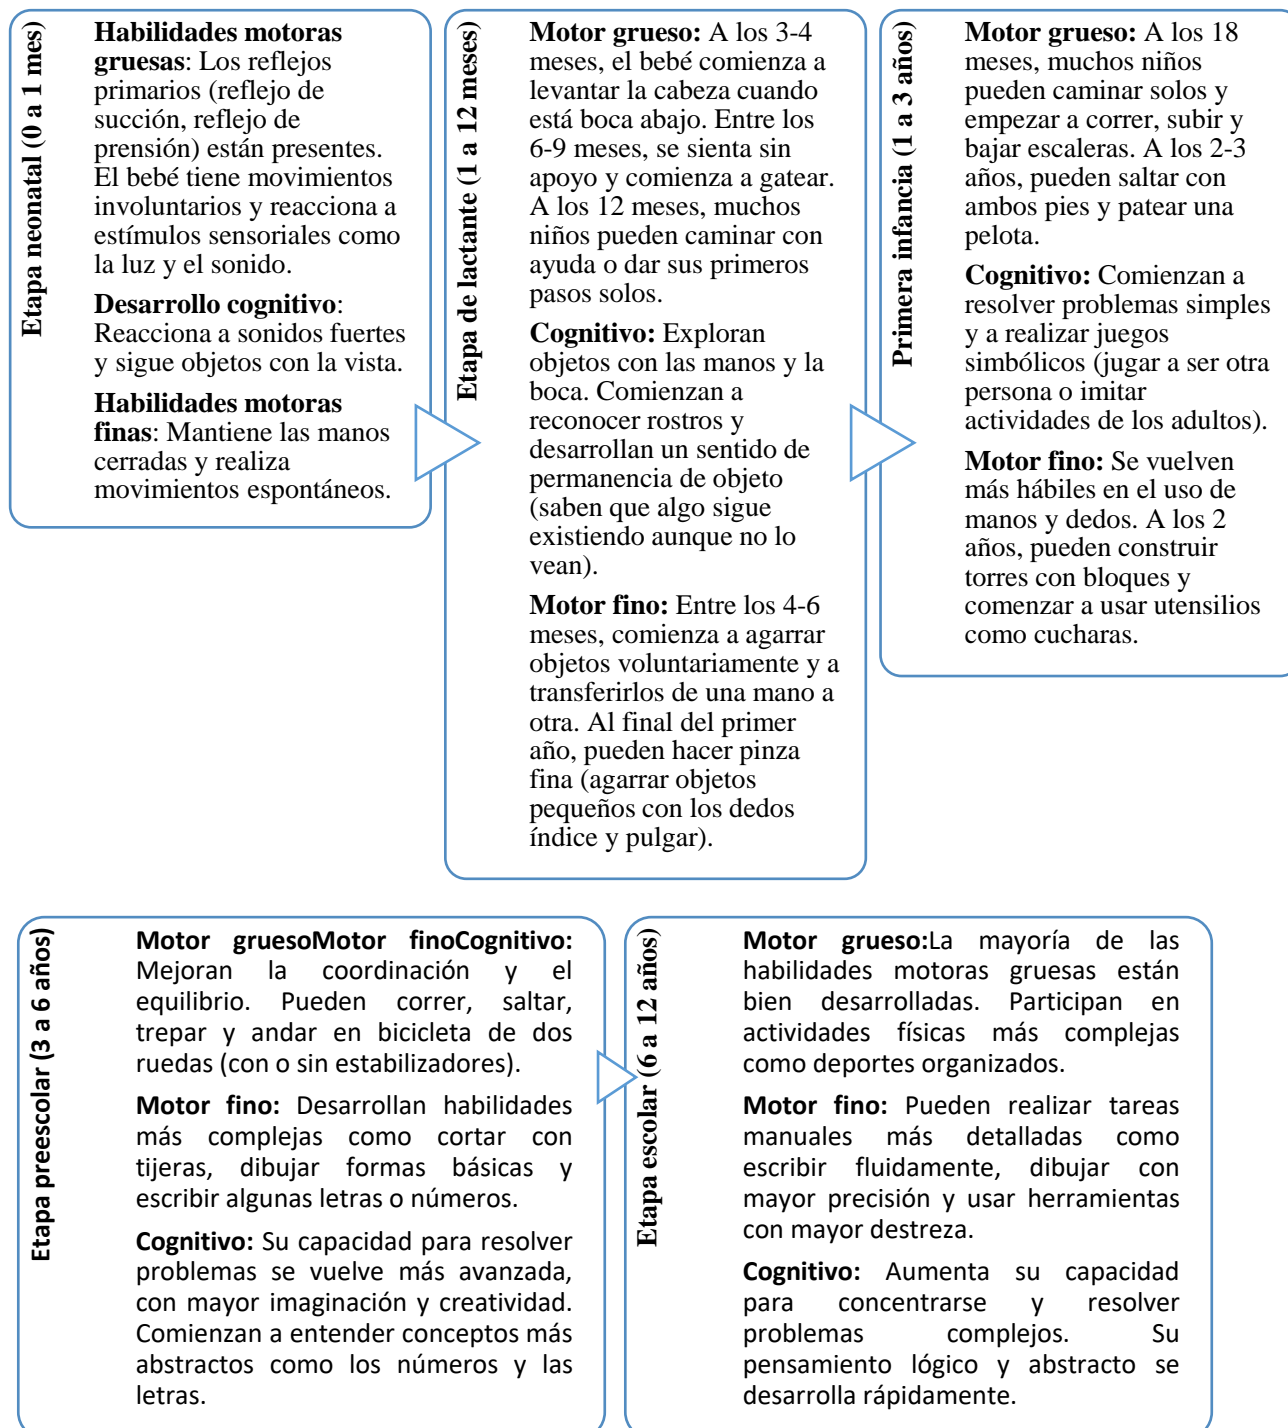 Etapa neonatal (0 a 1 mes)
Habilidades motoras
gruesas: Los reflejos
primarios (reflejo de
succión, reflejo de
prensión) están presentes.
El bebé tiene movimientos
involuntarios y reacciona a
estímulos sensoriales como
la luz y el sonido.
Desarrollo cognitivo:
Reacciona a sonidos fuertes
y sigue objetos con la vista.
Habilidades motoras
finas: Mantiene las manos
cerradas y realiza
movimientos espontáneos.
Etapa de lactante (1 a 12 meses)
Motor grueso: A los 3-4
meses, el bebé comienza a
levantar la cabeza cuando
está boca abajo. Entre los
6-9 meses, se sienta sin
apoyo y comienza a gatear.
A los 12 meses, muchos
niños pueden caminar con
ayuda o dar sus primeros
pasos solos.
Cognitivo: Exploran
objetos con las manos y la
boca. Comienzan a
reconocer rostros y
desarrollan un sentido de
permanencia de objeto
(saben que algo sigue
existiendo aunque no lo
vean).
Motor fino: Entre los 4-6
meses, comienza a agarrar
objetos voluntariamente y a
transferirlos de una mano a
otra. Al final del primer
año, pueden hacer pinza
fina (agarrar objetos
pequeños con los dedos
índice y pulgar).
Primera infancia (1 a 3 años)
Motor grueso: A los 18
meses, muchos niños
pueden caminar solos y
empezar a correr, subir y
bajar escaleras. A los 2-3
años, pueden saltar con
ambos pies y patear una
pelota.
Cognitivo: Comienzan a
resolver problemas simples
y a realizar juegos
simbólicos (jugar a ser otra
persona o imitar
actividades de los adultos).
Motor fino: Se vuelven
más hábiles en el uso de
manos y dedos. A los 2
años, pueden construir
torres con bloques y
comenzar a usar utensilios
como cucharas.
Etapa preescolar (3 a 6 años)
Motor gruesoMotor finoCognitivo:
Mejoran la coordinación y el
equilibrio. Pueden correr, saltar,
trepar y andar en bicicleta de dos
ruedas (con o sin estabilizadores).
Motor fino: Desarrollan habilidades
más complejas como cortar con
tijeras, dibujar formas básicas y
escribir algunas letras o números.
Cognitivo: Su capacidad para resolver
problemas se vuelve más avanzada,
con mayor imaginación y creatividad.
Comienzan a entender conceptos más
abstractos como los números y las
letras.
Etapa escolar (6 a 12 años)
Motor grueso:La mayoría de las
habilidades motoras gruesas están
bien desarrolladas. Participan en
actividades físicas más complejas
como deportes organizados.
Motor fino: Pueden realizar tareas
manuales más detalladas como
escribir fluidamente, dibujar con
mayor precisión y usar herramientas
con mayor destreza.
Cognitivo: Aumenta su capacidad
para concentrarse y resolver
problemas complejos. Su
pensamiento lógico y abstracto se
desarrolla rápidamente.